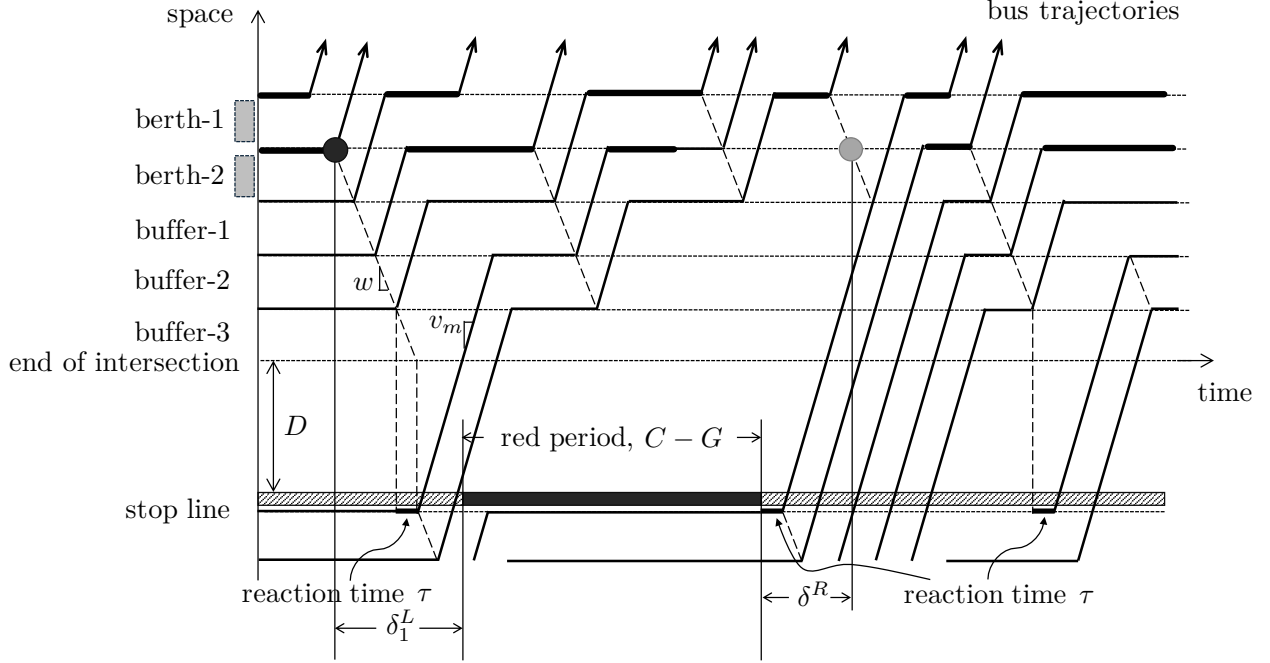 space
bus trajectories
berth-1
berth-2
buffer-1
buffer-2
w
buffer-3
v_m
end of intersection
time
D
red period, C − G
stop line
reaction time τ
δ^R
reaction time τ
δ_1^L